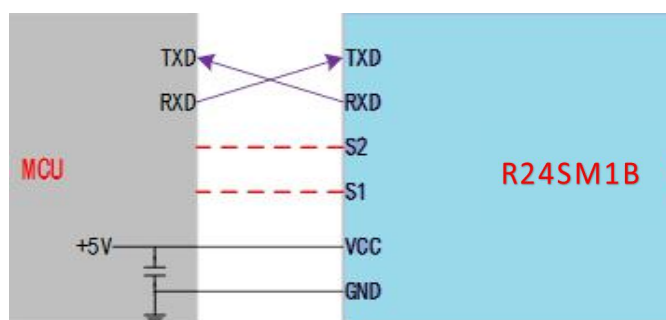 TXD TXD
RXD RXD
S2
MCU R24SM1B
S1
+5V VCC
GND